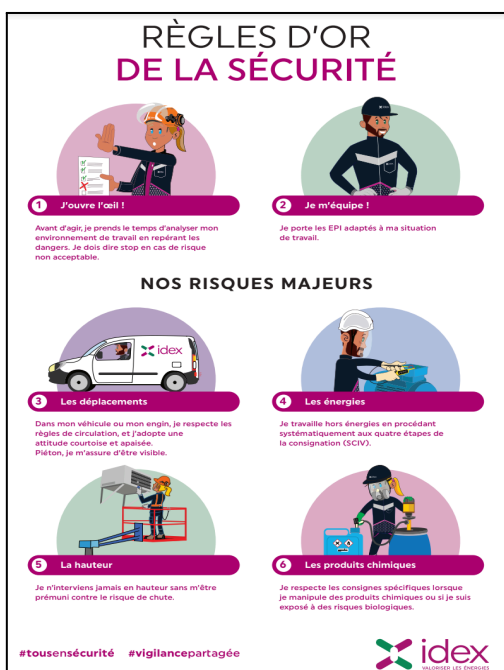 RÈGLES D'OR
DE LA SÉCURITÉ
1 J'ouvre l'œil !
Avant d'agir, je prends le temps d'analyser mon
environnement de travail en repérant les
dangers. Je dois dire stop en cas de risque
non acceptable.
2 Je m'équipe !
Je porte les EPI adaptés à ma situation
de travail.
NOS RISQUES MAJEURS
idex
3 Les déplacements
Dans mon véhicule ou mon engin, je respecte les
règles de circulation, et j'adopte une
attitude courtoise et apaisée.
Piéton, je m'assure d'être visible.
4 Les énergies
Je travaille hors énergies en procédant
systématiquement aux quatre étapes de
la consignation (SCIV).
5 La hauteur
Je n'interviens jamais en hauteur sans m'être
prémuni contre le risque de chute.
6 Les produits chimiques
Je respecte les consignes spécifiques lorsque
je manipule des produits chimiques ou si je suis
exposé à des risques biologiques.
#tousensécurité #vigilancepartagée
idex
VALORISER LES ÉNERGIES